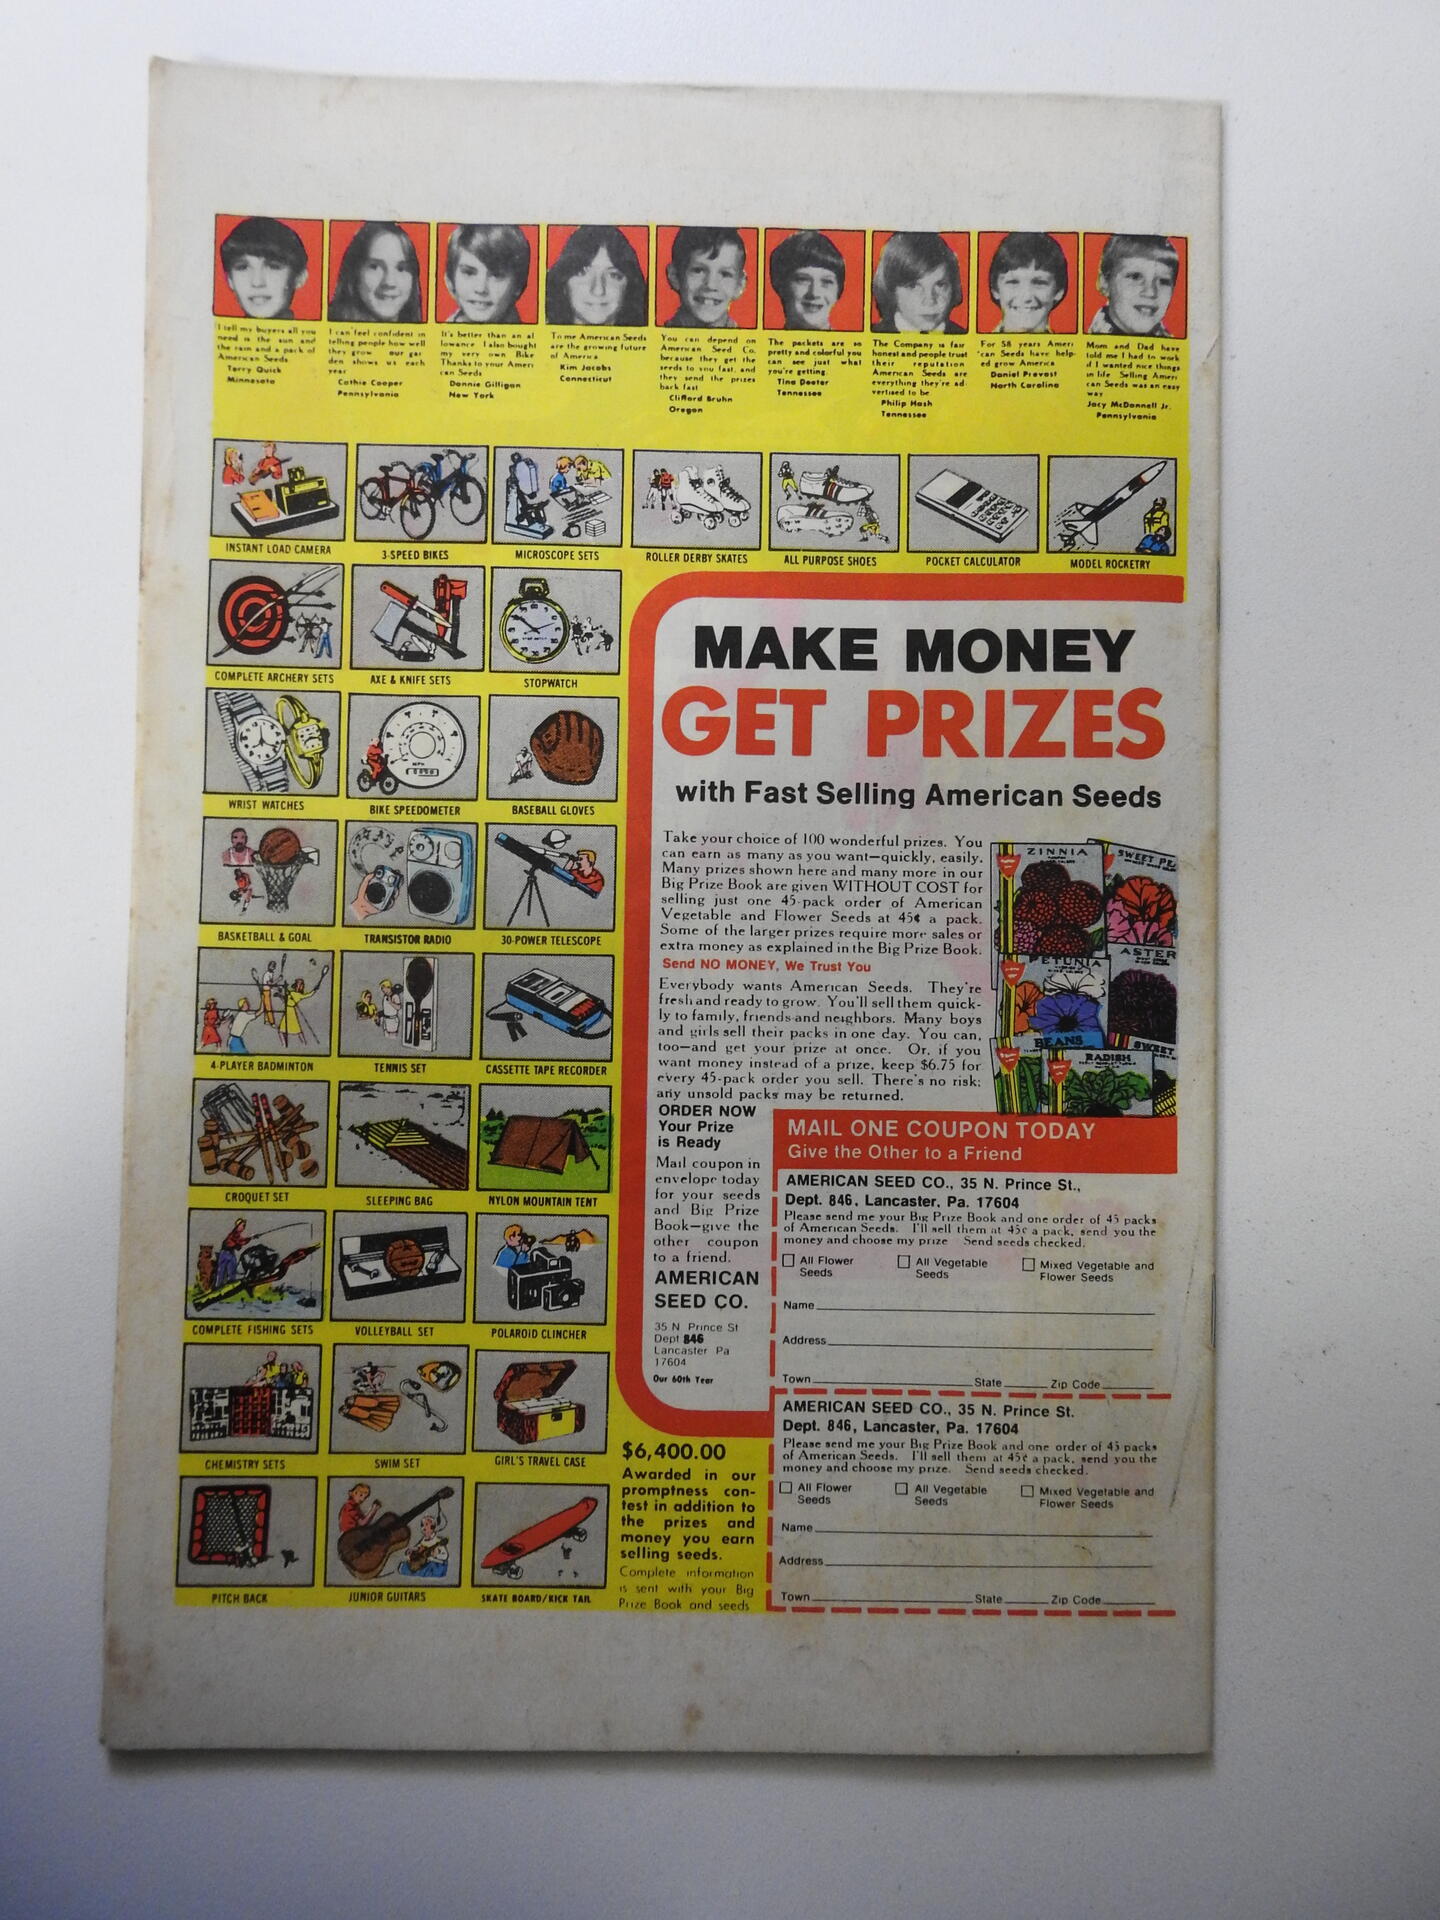 I tell my buyers all you
need is the sun and
the rain and a pack of
American Seeds
Terry Quick
Minnesota
I can feel confident in
telling people how well
they grow our gar
den shows us each
year
Cathie Cooper
Pennsylvania
It's better than an al
lowance I also bought
my very own Bike
Thanks to your Ameri
can Seeds
Donnie Gilligan
New York
To me American Seeds
are the growing future
of America
Kim Jacobs
Connecticut
You can depend on
American Seed Co.
because they get the
seeds to you fast, and
they send the prizes
back fast
Clifford Bruhn
Oregon
The packets are so
pretty and colorful you
can see just what
you're getting.
Tina Deeter
Tennessee
The Company is fair
honest and people trust
their reputation
American Seeds are
everything they're ad-
vertised to be.
Philip Hash
Tennessee
For 58 years Ameri
can Seeds have help-
ed grow America
Daniel Prevost
North Carolina
Mom and Dad have
told me I had to work
if I wanted nice things
in life Selling Ameri
can Seeds was an easy
way
Jacy McDonnell Jr.
Pennsylvania
INSTANT LOAD CAMERA
3-SPEED BIKES
MICROSCOPE SETS
ROLLER DERBY SKATES
ALL PURPOSE SHOES
POCKET CALCULATOR
MODEL ROCKETRY
COMPLETE ARCHERY SETS
AXE & KNIFE SETS
STOPWATCH
WRIST WATCHES
BIKE SPEEDOMETER
BASEBALL GLOVES
BASKETBALL & GOAL
TRANSISTOR RADIO
30-POWER TELESCOPE
4-PLAYER BADMINTON
TENNIS SET
CASSETTE TAPE RECORDER
CROQUET SET
SLEEPING BAG
NYLON MOUNTAIN TENT
COMPLETE FISHING SETS
VOLLEYBALL SET
POLAROID CLINCHER
CHEMISTRY SETS
SWIM SET
GIRL'S TRAVEL CASE
PITCH BACK
JUNIOR GUITARS
SKATE BOARD/KICK TAIL
MAKE MONEY
GET PRIZES
with Fast Selling American Seeds
Take your choice of 100 wonderful prizes. You
can earn as many as you want—quickly, easily.
Many prizes shown here and many more in our
Big Prize Book are given WITHOUT COST for
selling just one 45-pack order of American
Vegetable and Flower Seeds at 45¢ a pack.
Some of the larger prizes require more sales or
extra money as explained in the Big Prize Book.
Send NO MONEY, We Trust You
Everybody wants American Seeds. They're
fresh and ready to grow. You'll sell them quick-
ly to family, friends and neighbors. Many boys
and girls sell their packs in one day. You can,
too—and get your prize at once. Or, if you
want money instead of a prize, keep $6.75 for
every 45-pack order you sell. There's no risk;
any unsold packs may be returned.
ZINNIA
SWEET PE
ASTER
PETUNIA
BEANS
RADISH
SWEET
ORDER NOW
Your Prize
is Ready
Mail coupon in
envelope today
for your seeds
and Big Prize
Book—give the
other coupon
to a friend.
AMERICAN
SEED CO.
35 N Prince St
Dept 846
Lancaster Pa
17604
Our 60th Year
$6,400.00
Awarded in our
promptness con-
test in addition to
the prizes and
money you earn
selling seeds.
Complete information
is sent with your Big
Prize Book and seeds
MAIL ONE COUPON TODAY
Give the Other to a Friend
AMERICAN SEED CO., 35 N. Prince St.,
Dept. 846, Lancaster, Pa. 17604
Please send me your Big Prize Book and one order of 45 packs
of American Seeds. I'll sell them at 45¢ a pack, send you the
money and choose my prize Send seeds checked.
All Flower Seeds
All Vegetable Seeds
Mixed Vegetable and Flower Seeds
Name
Address
Town State Zip Code
AMERICAN SEED CO., 35 N. Prince St.
Dept. 846, Lancaster, Pa. 17604
Please send me your Big Prize Book and one order of 45 packs
of American Seeds. I'll sell them at 45¢ a pack, send you the
money and choose my prize. Send seeds checked.
All Flower Seeds
All Vegetable Seeds
Mixed Vegetable and Flower Seeds
Name
Address
Town State Zip Code